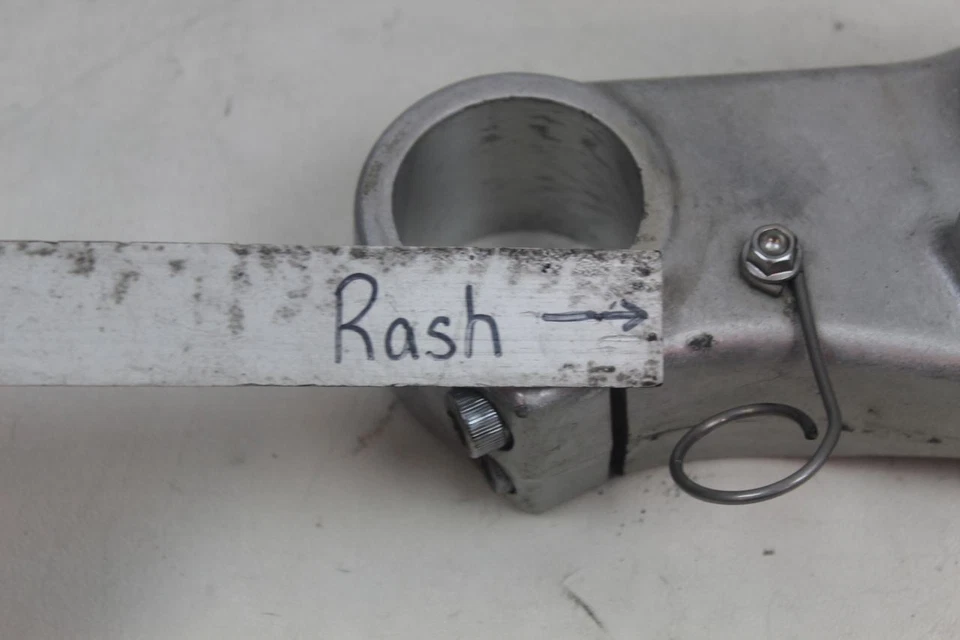 Rash →